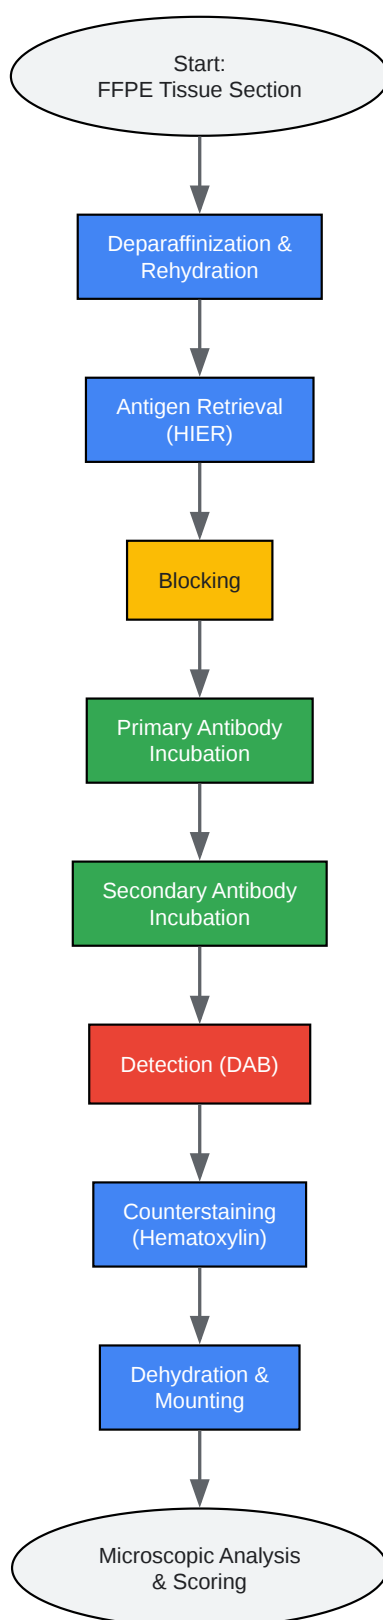 Start:
FFPE Tissue Section
Deparaffinization &
Rehydration
Antigen Retrieval
(HIER)
Blocking
Primary Antibody
Incubation
Secondary Antibody
Incubation
Detection (DAB)
Counterstaining
(Hematoxylin)
Dehydration &
Mounting
Microscopic Analysis
& Scoring